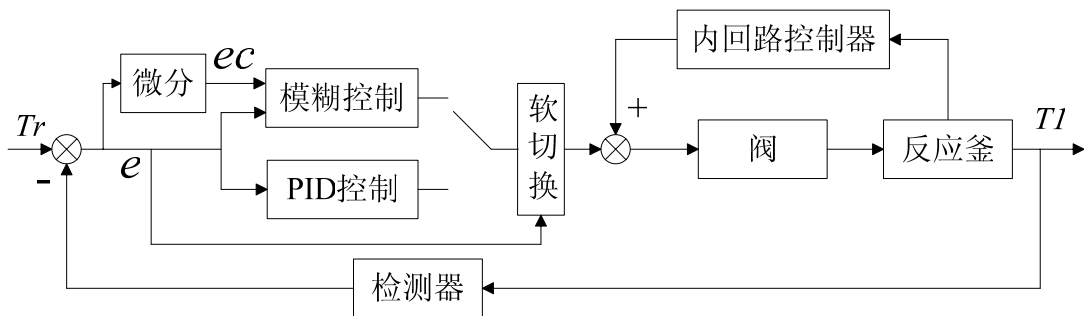 内回路控制器
ec
微分
模糊控制
软切换
+
Tr
阀
反应釜
T1
-
e
PID控制
检测器